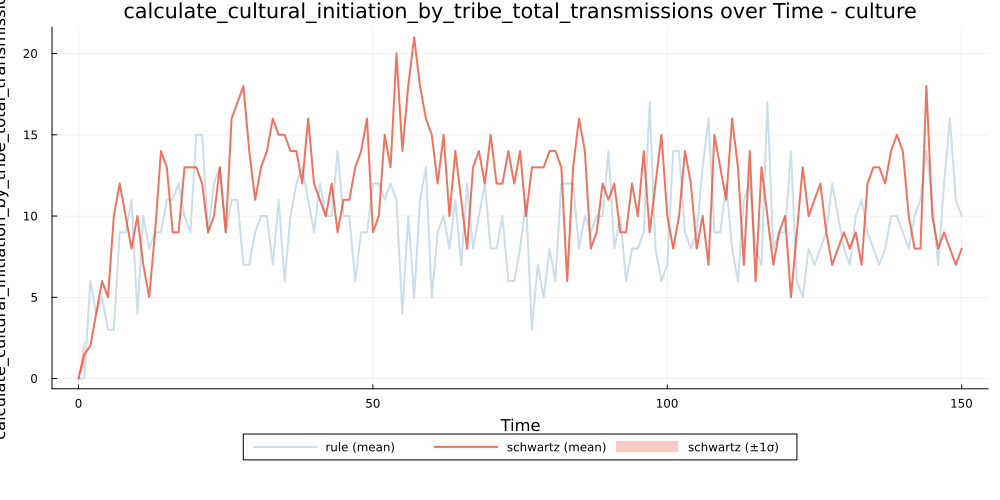 calculate_cultural_initiation_by_tribe_total_transmissions over Time - culture
20
15
10
5
0
0 50 100 150
Time
rule (mean) schwartz (mean) schwartz (±1σ)